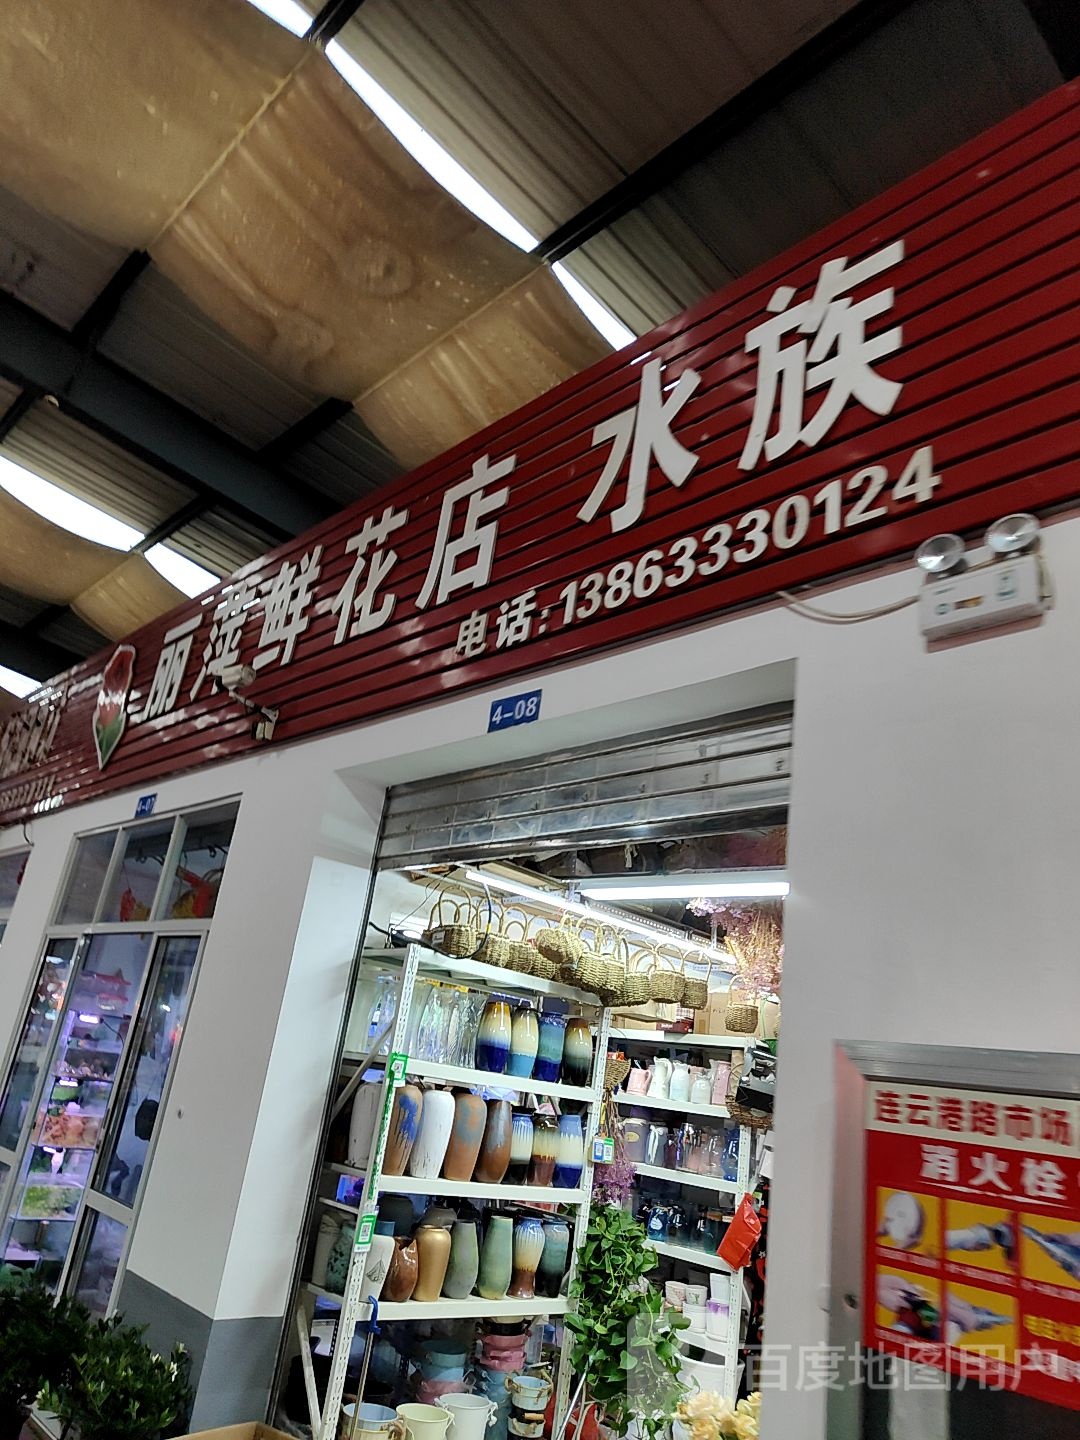 丽萍鲜花店 水族
电话:13863330124
4-08
4-07
连云港路市场
消火栓
百度地图用户